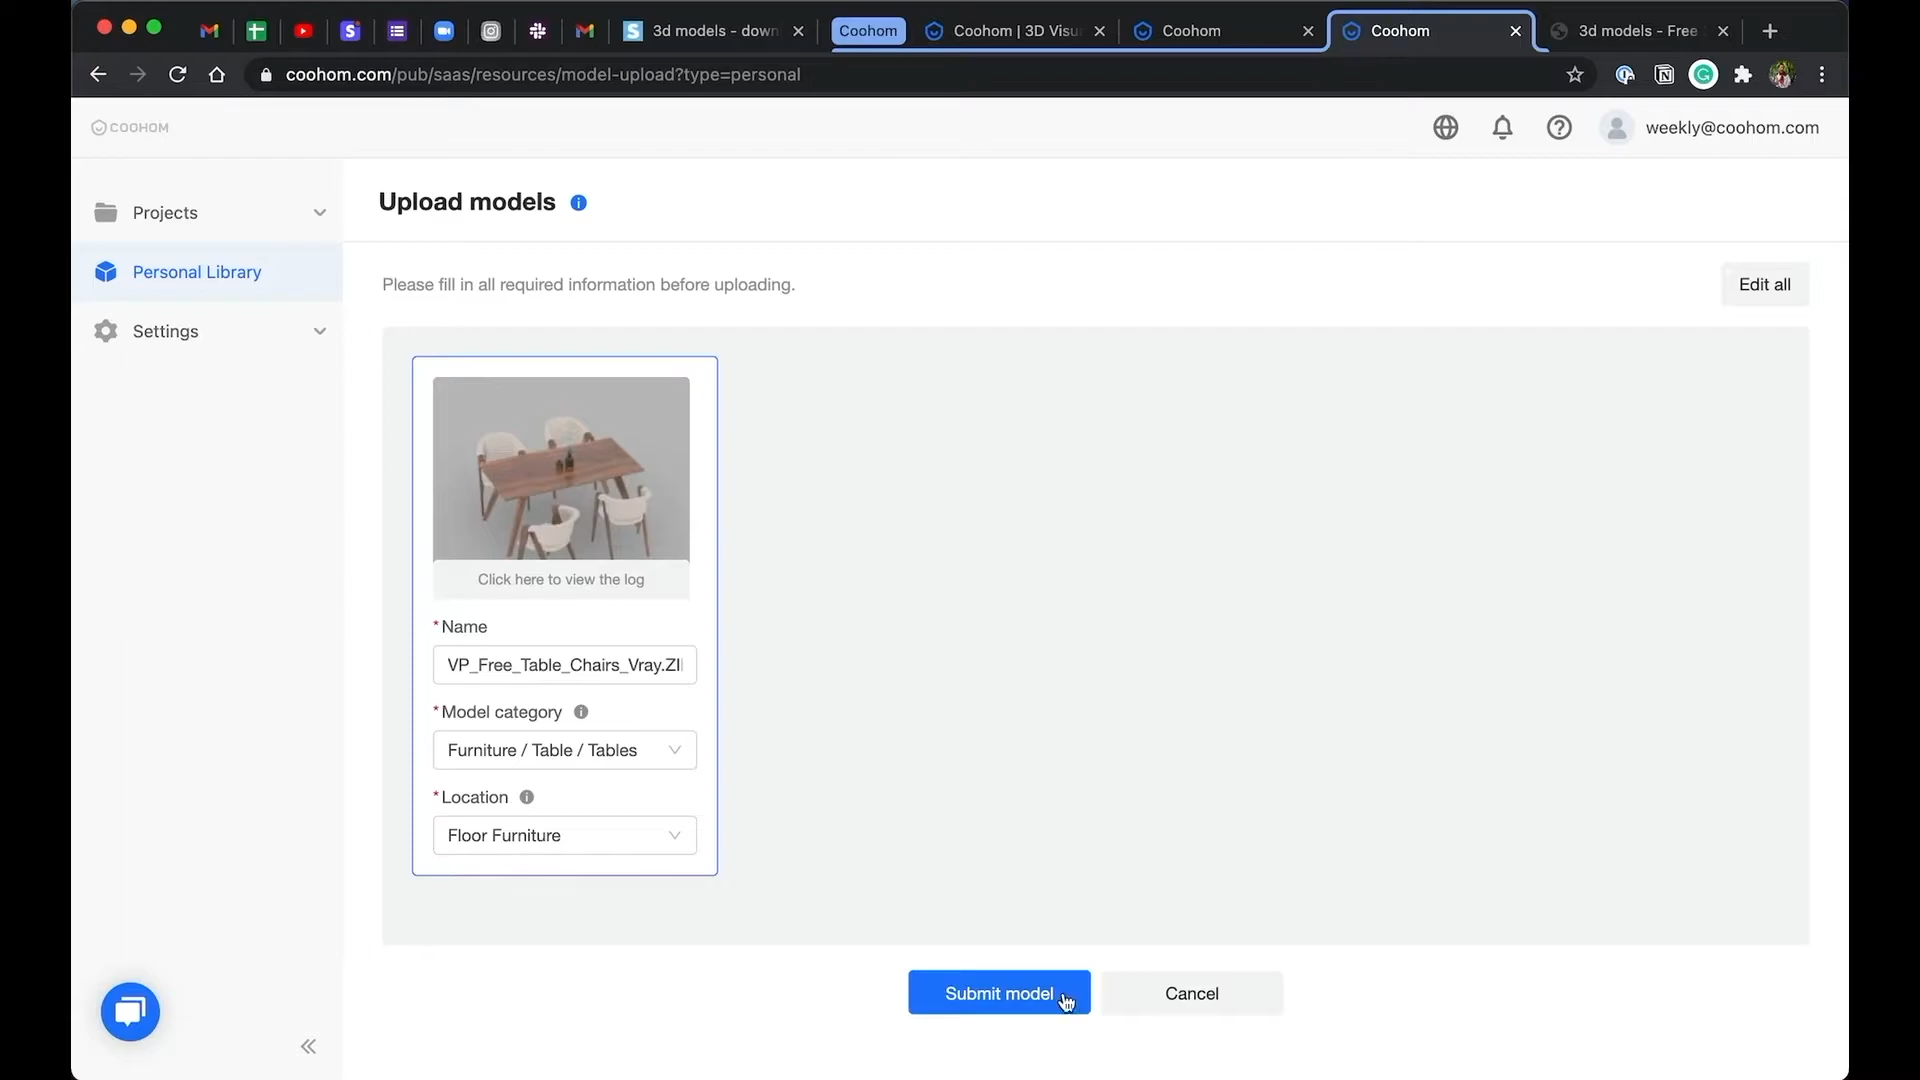 3d models - down
Coohom
Coohom | 3D Visu
Coohom
Coohom
3d models - Free
coohom.com/pub/saas/resources/model-upload?type=personal
COOHOM
weekly@coohom.com
Projects
Personal Library
Settings
Upload models
Please fill in all required information before uploading.
Edit all
Click here to view the log
*Name
VP_Free_Table_Chairs_Vray.ZI
*Model category
Furniture / Table / Tables
*Location
Floor Furniture
Submit model
Cancel